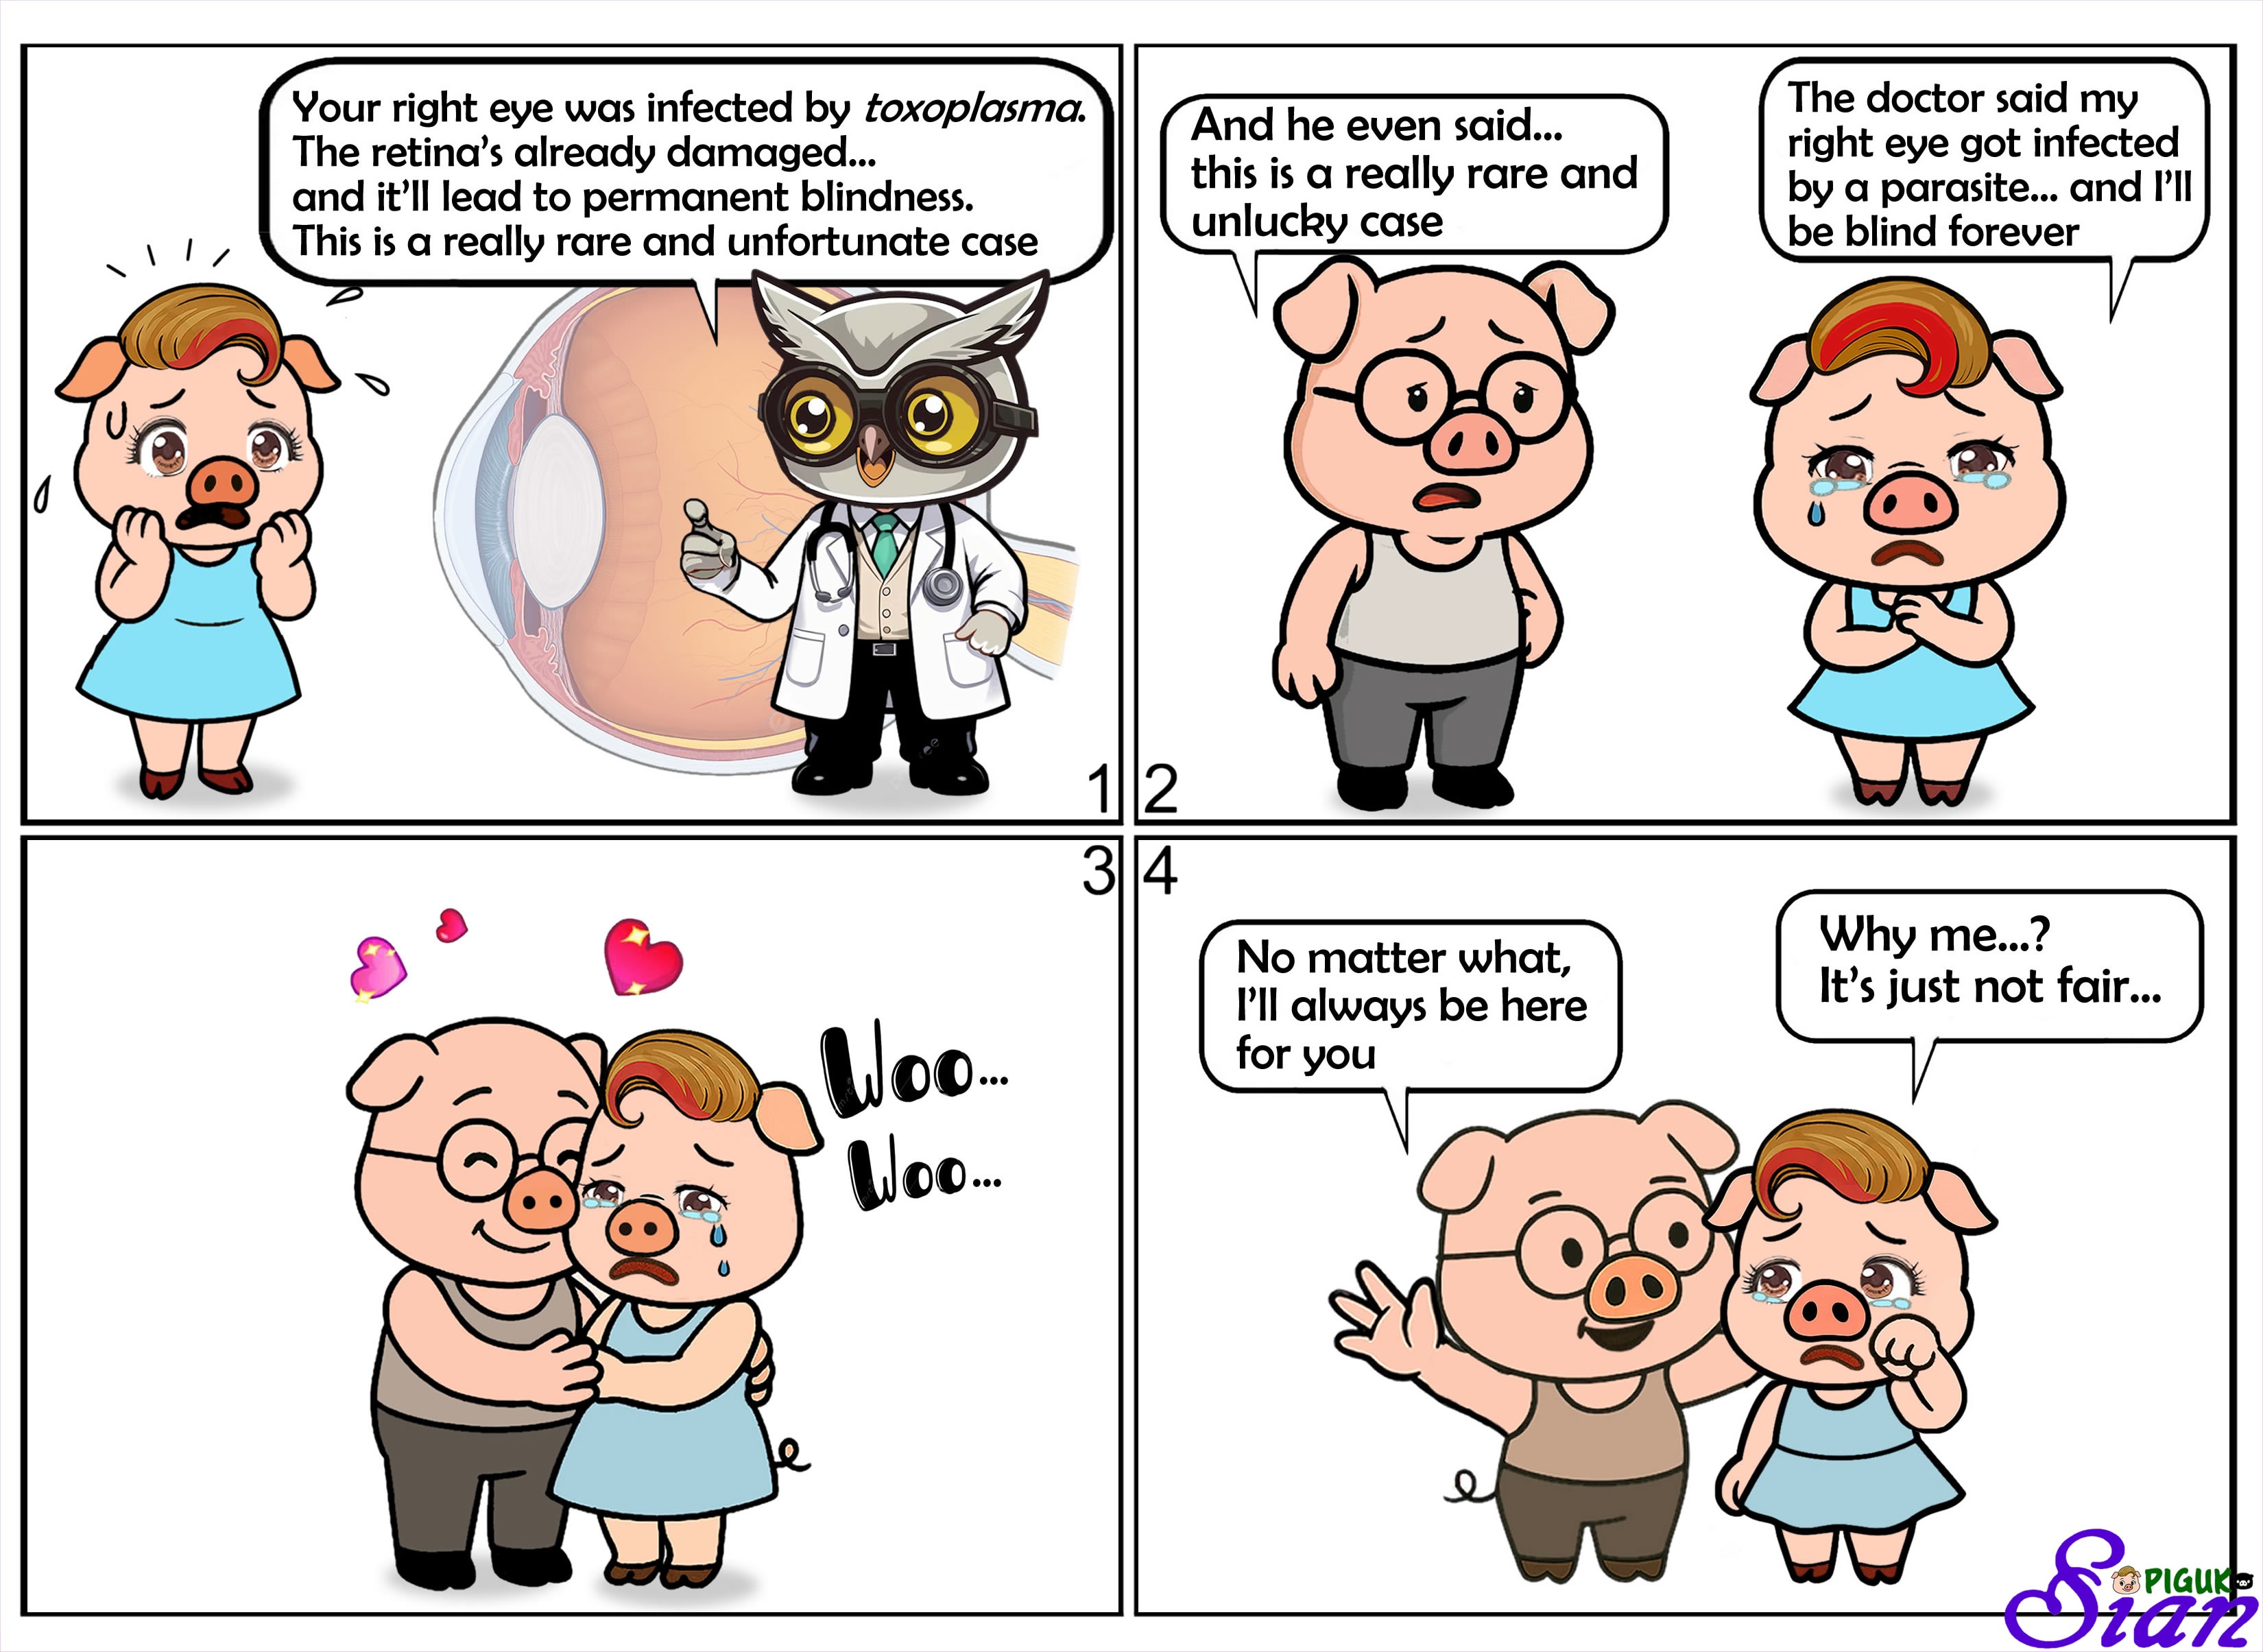 Your right eye was infected by toxoplasma.
The retina's already damaged...
and it'll lead to permanent blindness.
This is a really rare and unfortunate case
1
And he even said...
this is a really rare and
unlucky case
The doctor said my
right eye got infected
by a parasite... and I'll
be blind forever
2
3
Woo...
Woo...
4
No matter what,
I'll always be here
for you
Why me...?
It's just not fair...
PIGUK
Sian